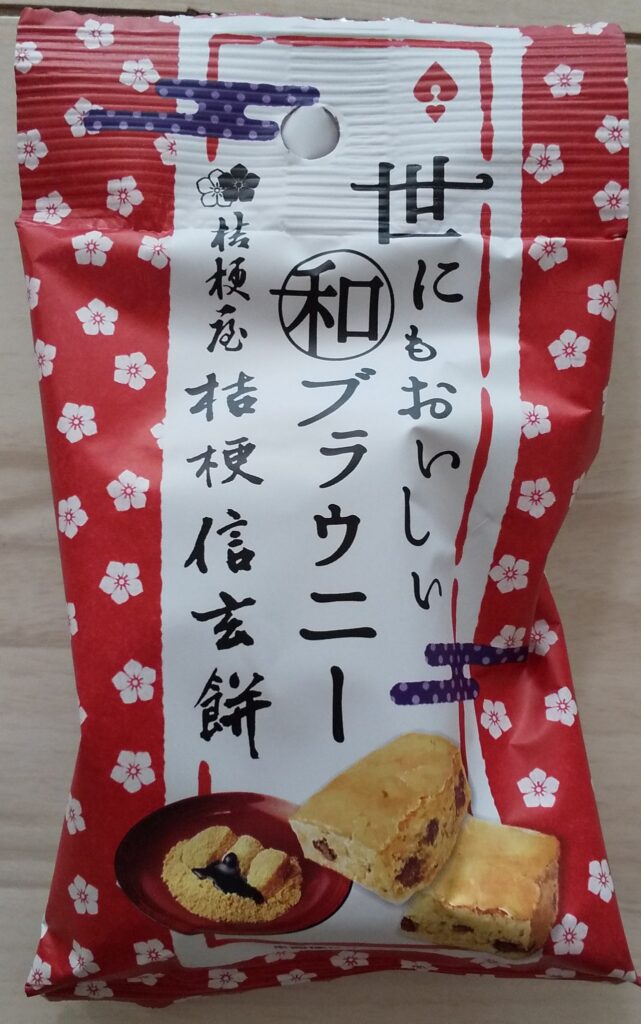 世にもおいしい
和ブラウニー
桔梗屋
桔梗信玄餅